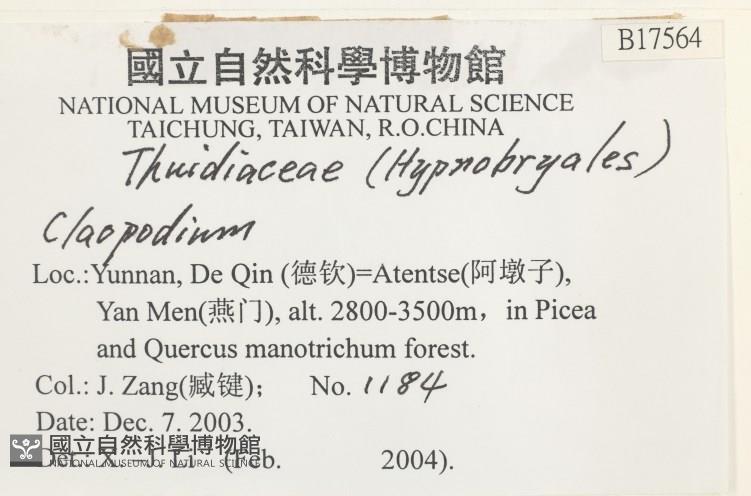 B17564
國立自然科學博物館
NATIONAL MUSEUM OF NATURAL SCIENCE
TAICHUNG, TAIWAN, R.O.CHINA
Thuidiaceae (Hypnobryales)
Claopodium
Loc.:Yunnan, De Qin (德钦)=Atentse(阿墩子),
Yan Men(燕门), alt. 2800-3500m，in Picea
and Quercus manotrichum forest.
Col.: J. Zang(臧键)； No. 1184
Date: Dec. 7. 2003.
國立自然科學博物館
NATIONAL MUSEUM OF NATURAL SCIENCE
(Feb. 2004).